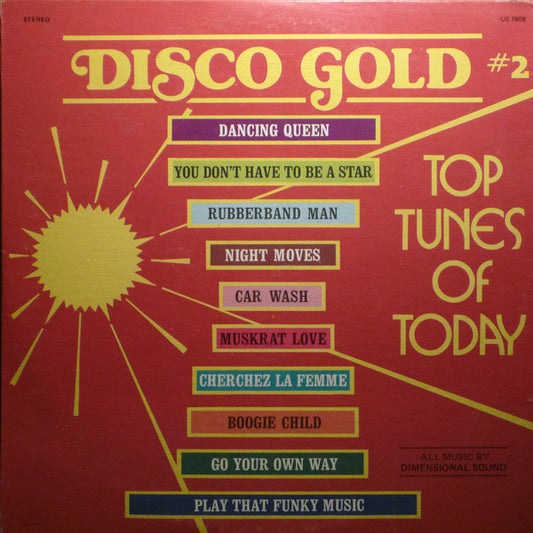 STEREO
US 7808
DISCO GOLD #2
DANCING QUEEN
YOU DON'T HAVE TO BE A STAR
RUBBERBAND MAN
NIGHT MOVES
CAR WASH
MUSKRAT LOVE
CHERCHEZ LA FEMME
BOOGIE CHILD
GO YOUR OWN WAY
PLAY THAT FUNKY MUSIC
TOP
TUNES
OF
TODAY
ALL MUSIC BY
DIMENSIONAL SOUND